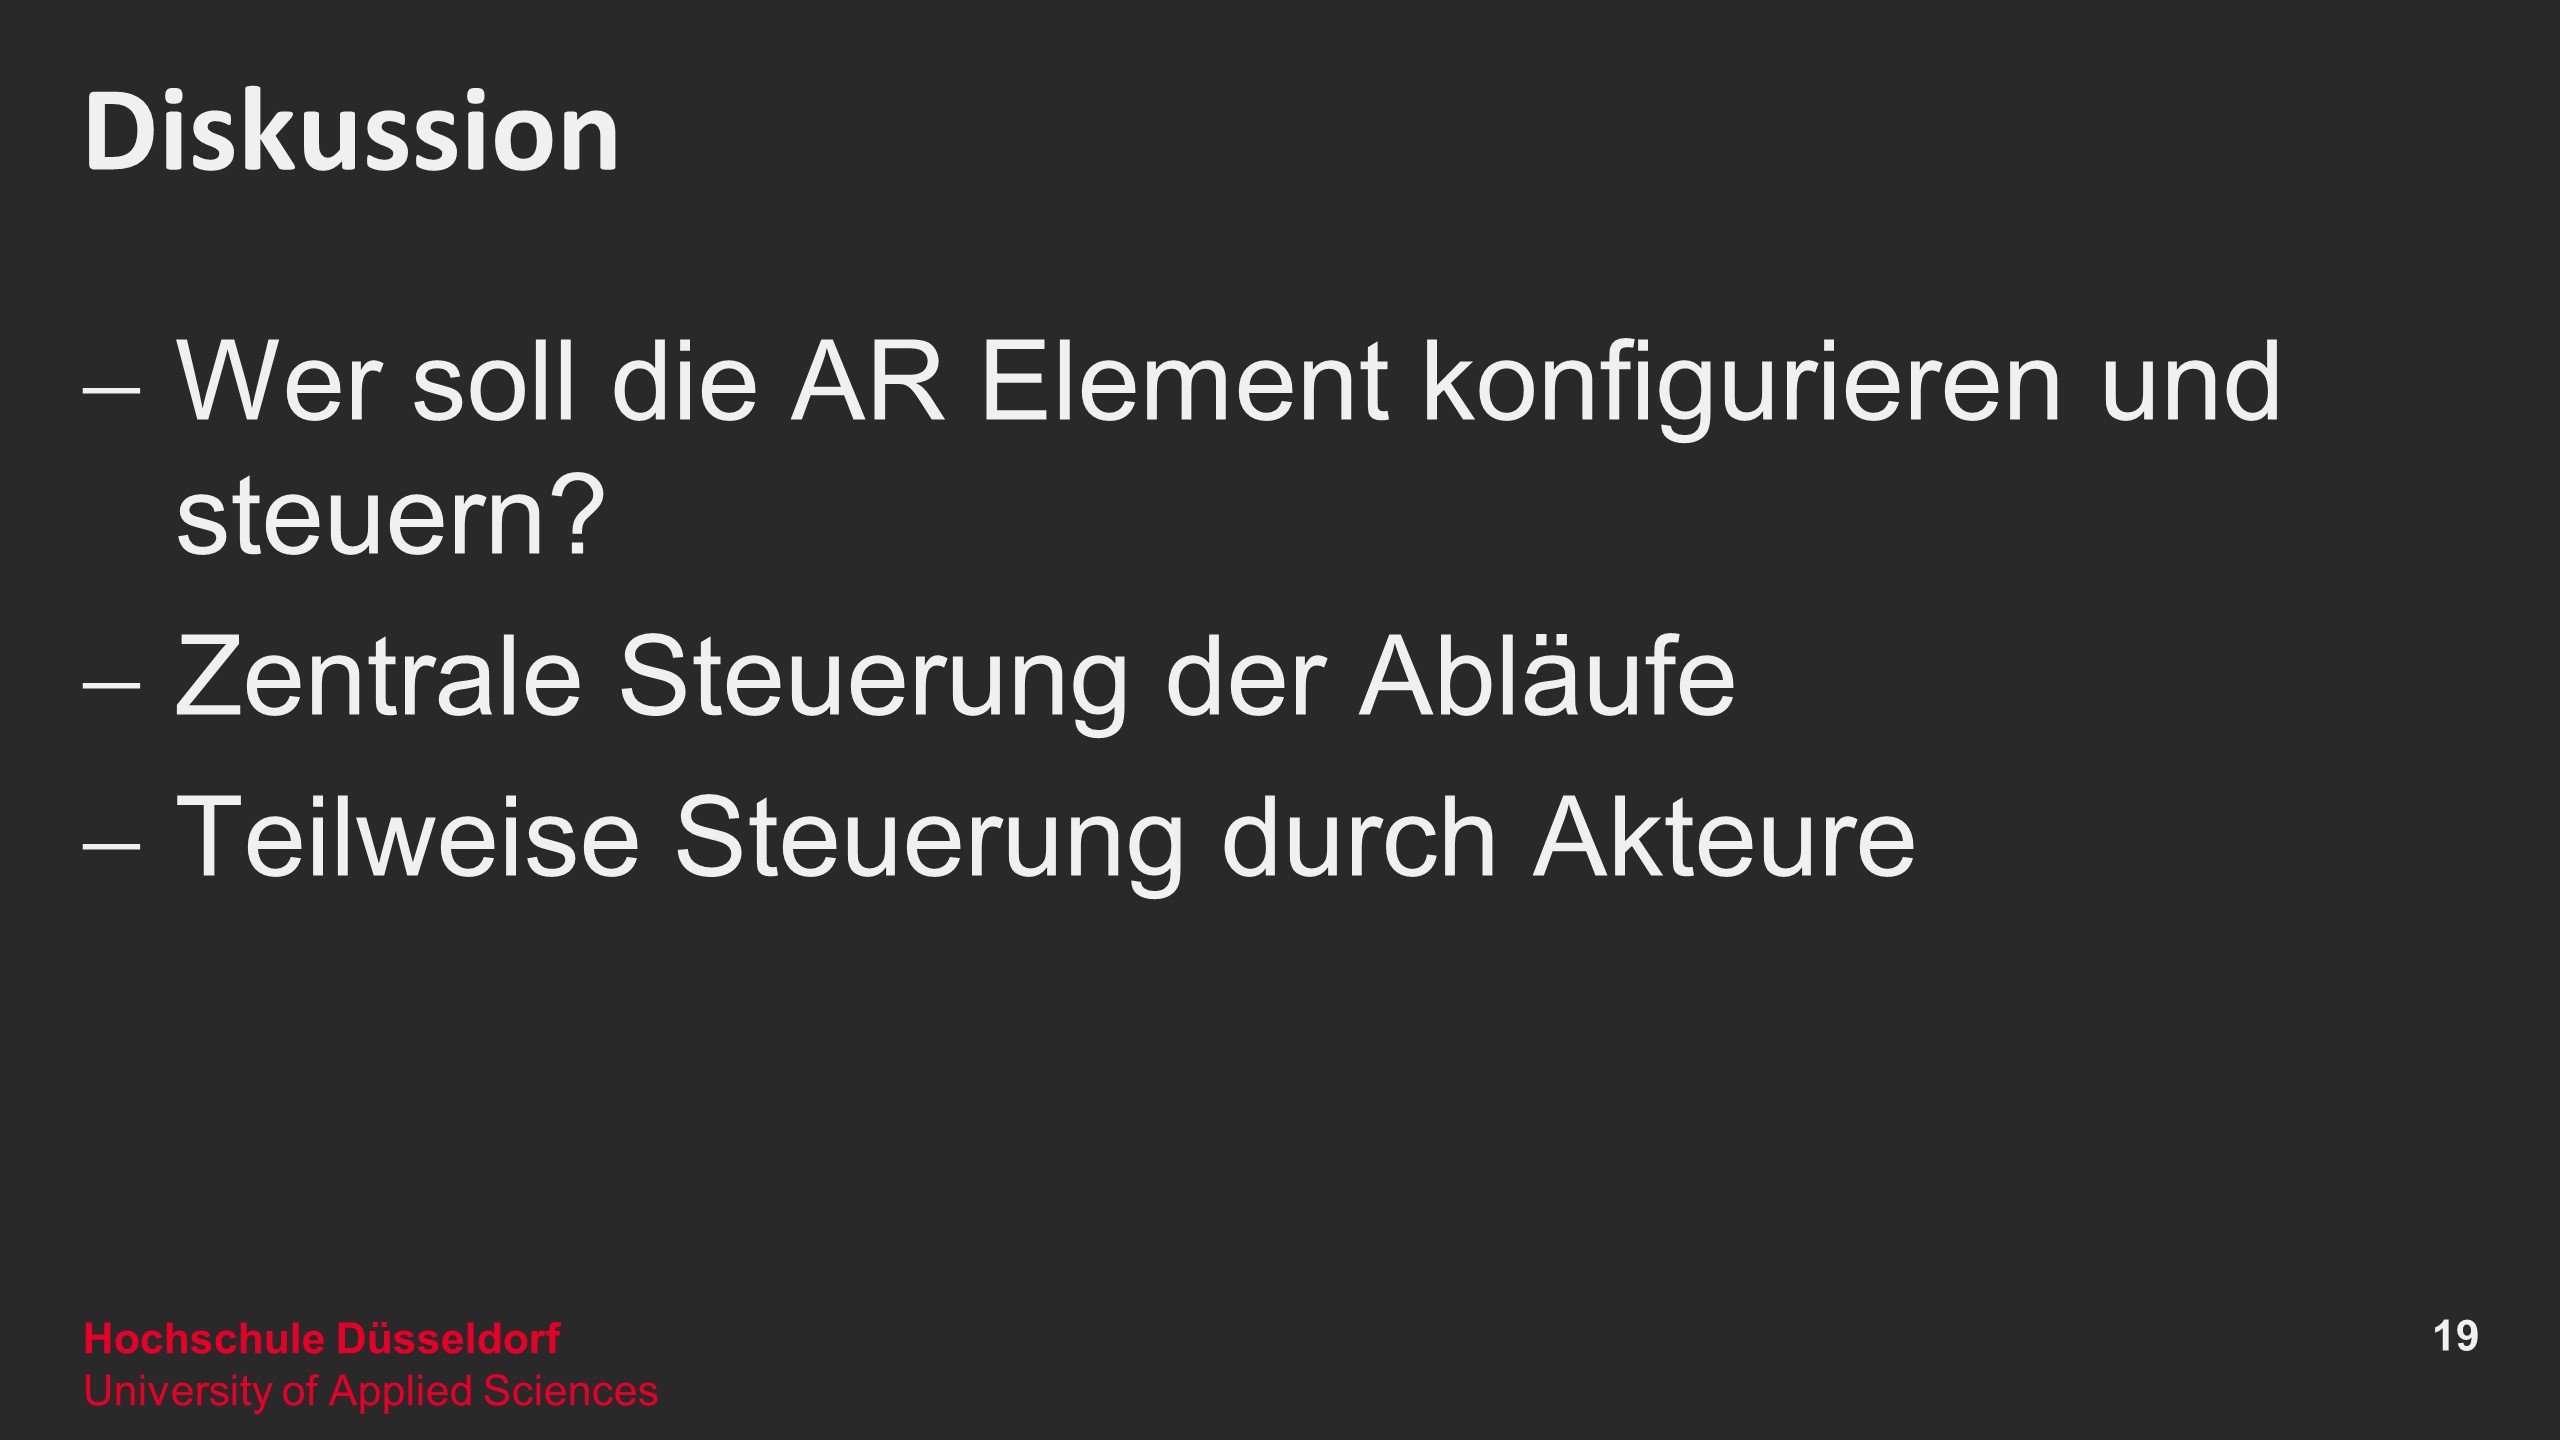 Diskussion
– Wer soll die AR Element konfigurieren und
steuern?
– Zentrale Steuerung der Abläufe
– Teilweise Steuerung durch Akteure
Hochschule Düsseldorf
University of Applied Sciences
19